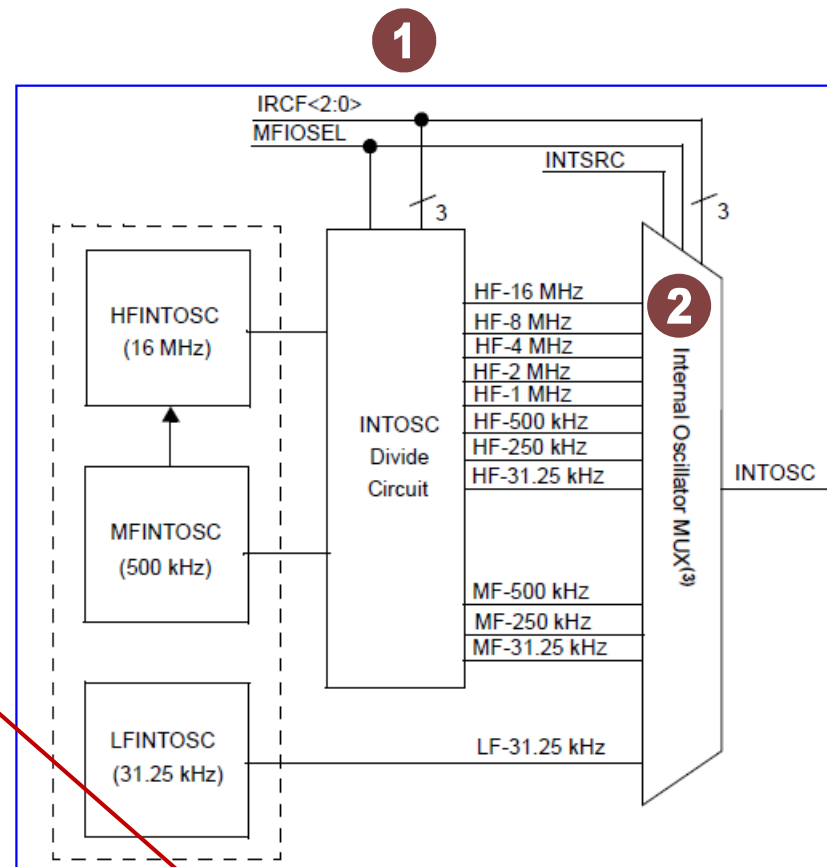 1
IRCF<2:0>
MFIOSEL
INTSRC
3
3
HFINTOSC
(16 MHz)
MFINTOSC
(500 kHz)
LFINTOSC
(31.25 kHz)
INTOSC
Divide
Circuit
HF-16 MHz
HF-8 MHz
HF-4 MHz
HF-2 MHz
HF-1 MHz
HF-500 kHz
HF-250 kHz
HF-31.25 kHz
MF-500 kHz
MF-250 kHz
MF-31.25 kHz
LF-31.25 kHz
2
Internal Oscillator MUX(3)
INTOSC